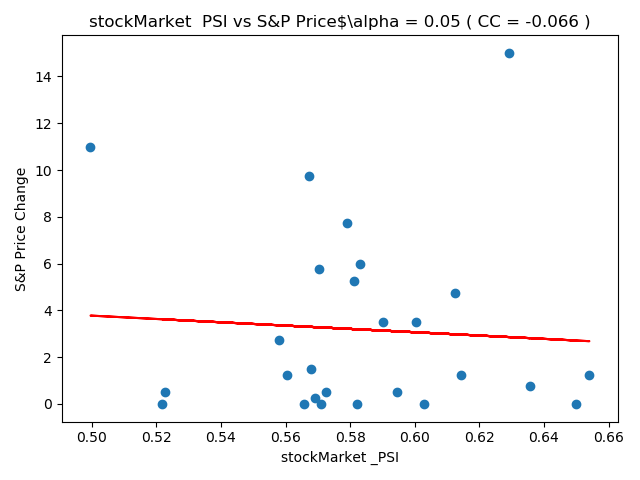 stockMarket  PSI vs S&P Price$\alpha = 0.05 ( CC = -0.066 )
14
12
10
8
6
4
2
0
S&P Price Change
0.50 0.52 0.54 0.56 0.58 0.60 0.62 0.64 0.66
stockMarket _PSI